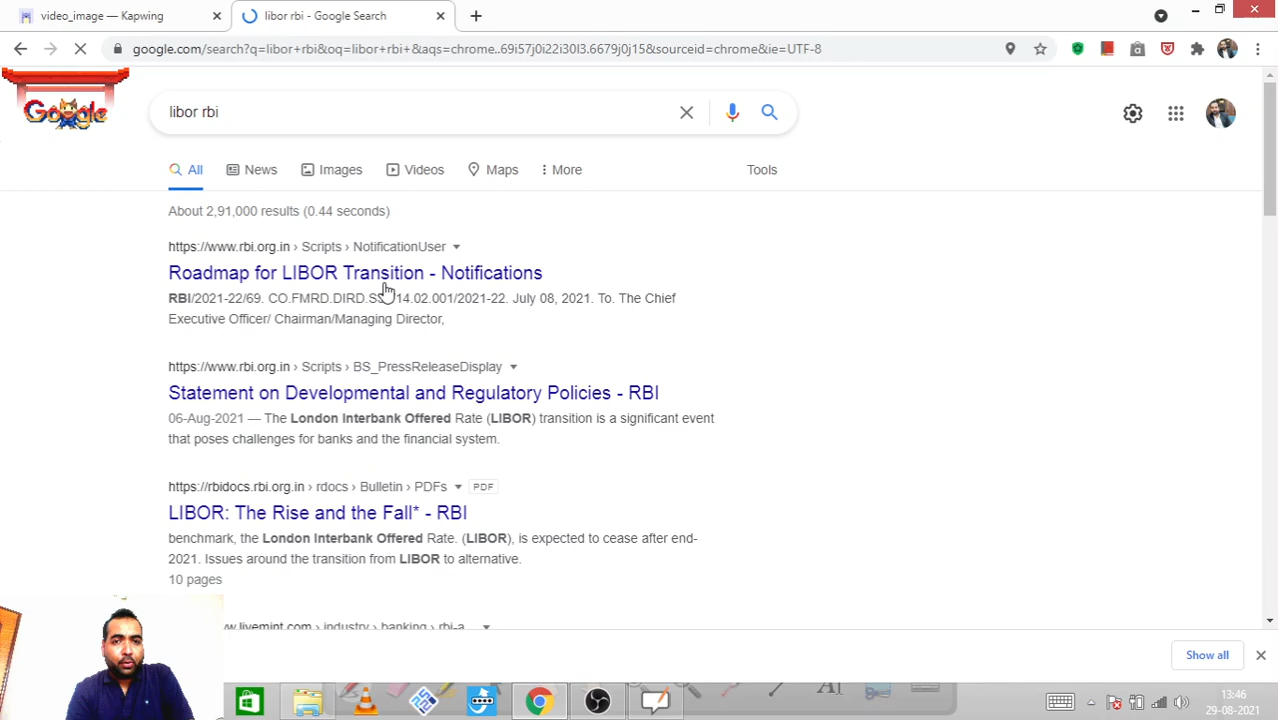 video_image — Kapwing
libor rbi - Google Search
google.com/search?q=libor+rbi&oq=libor+rbi+&aqs=chrome..69i57j0i22i30l3.6679j0j15&sourceid=chrome&ie=UTF-8
Google
libor rbi
All News Images Videos Maps More Tools
About 2,91,000 results (0.44 seconds)
https://www.rbi.org.in › Scripts › NotificationUser
Roadmap for LIBOR Transition - Notifications
RBI/2021-22/69. CO.FMRD.DIRD.S 14.02.001/2021-22. July 08, 2021. To. The Chief
Executive Officer/ Chairman/Managing Director,
https://www.rbi.org.in › Scripts › BS_PressReleaseDisplay
Statement on Developmental and Regulatory Policies - RBI
06-Aug-2021 — The London Interbank Offered Rate (LIBOR) transition is a significant event
that poses challenges for banks and the financial system.
https://rbidocs.rbi.org.in › rdocs › Bulletin › PDFs PDF
LIBOR: The Rise and the Fall* - RBI
benchmark, the London Interbank Offered Rate. (LIBOR), is expected to cease after end-
2021. Issues around the transition from LIBOR to alternative.
10 pages
w.livemint.com › industry › banking › rbi-a...
Show all
AI
13:46
29-08-2021